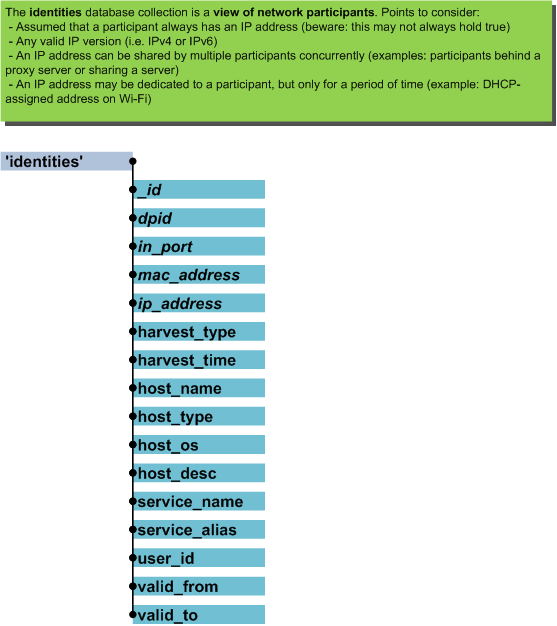 The identities database collection is a view of network participants. Points to consider:
- Assumed that a participant always has an IP address (beware: this may not always hold true)
- Any valid IP version (i.e. IPv4 or IPv6)
- An IP address can be shared by multiple participants concurrently (examples: participants behind a
proxy server or sharing a server)
- An IP address may be dedicated to a participant, but only for a period of time (example: DHCP-
assigned address on Wi-Fi)
'identities'
_id
dpid
in_port
mac_address
ip_address
harvest_type
harvest_time
host_name
host_type
host_os
host_desc
service_name
service_alias
user_id
valid_from
valid_to